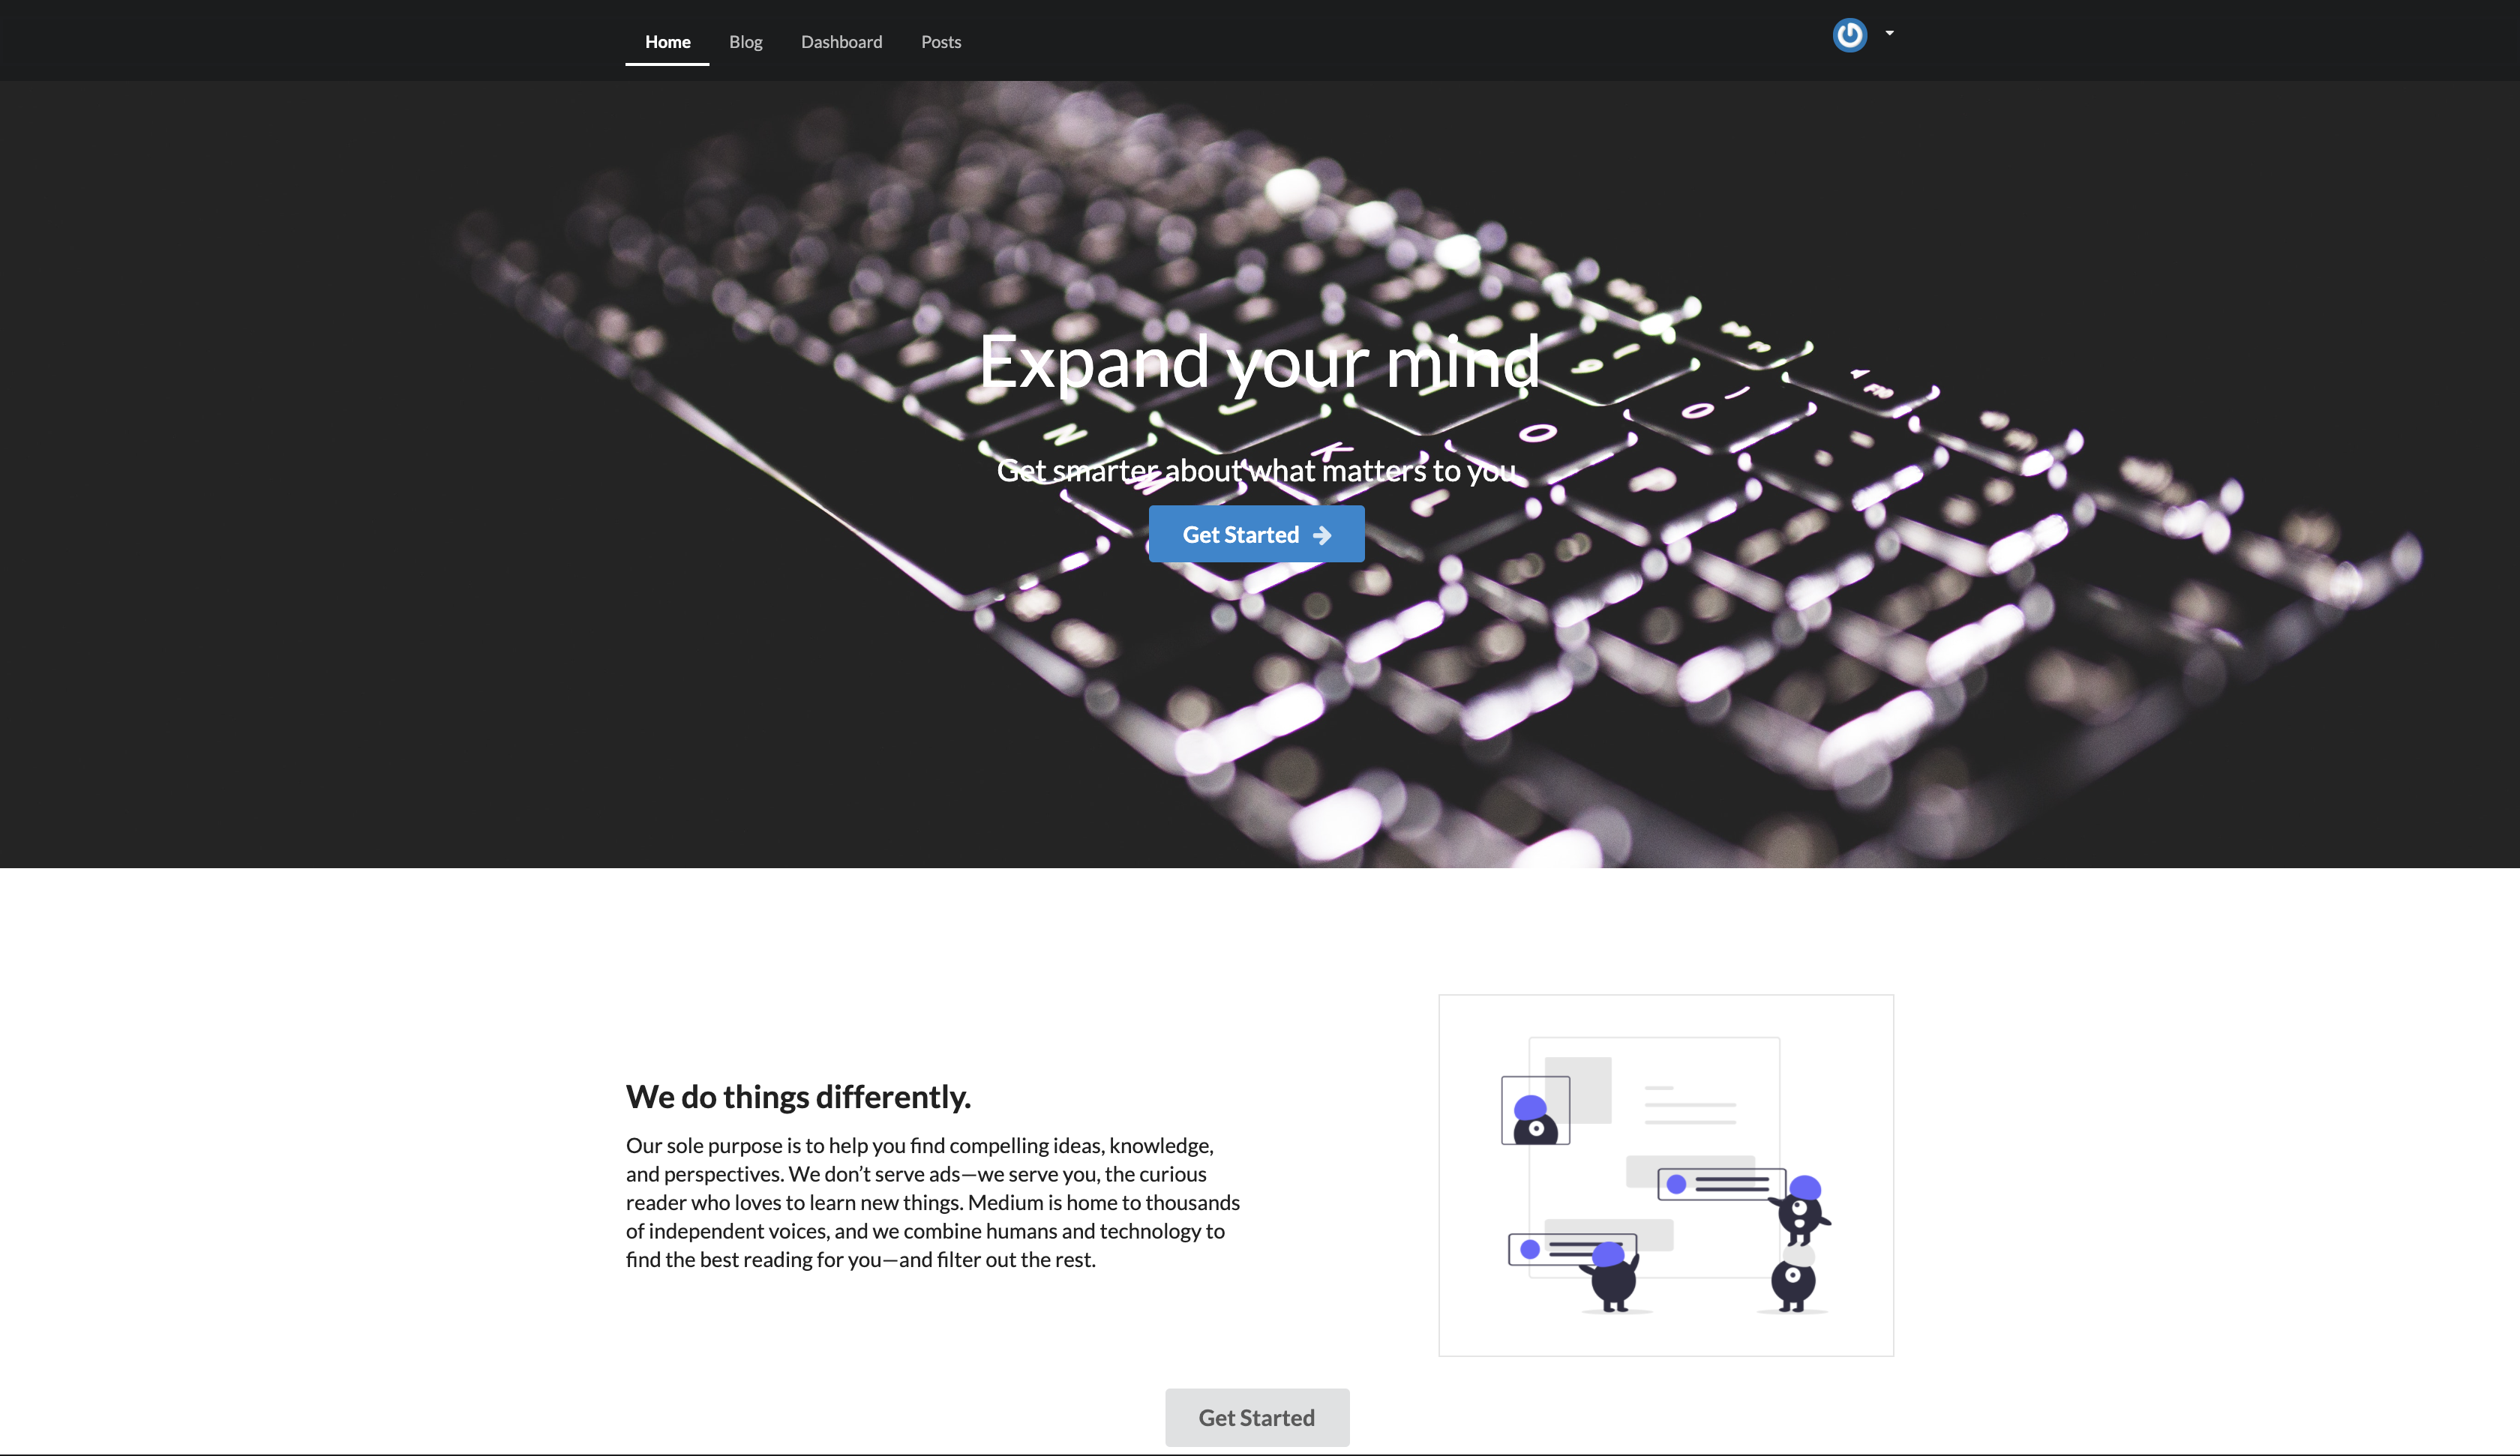 Home Blog Dashboard Posts
Expand your mind
Get smarter about what matters to you
Get Started
We do things differently.
Our sole purpose is to help you find compelling ideas, knowledge,
and perspectives. We don’t serve ads—we serve you, the curious
reader who loves to learn new things. Medium is home to thousands
of independent voices, and we combine humans and technology to
find the best reading for you—and filter out the rest.
Get Started